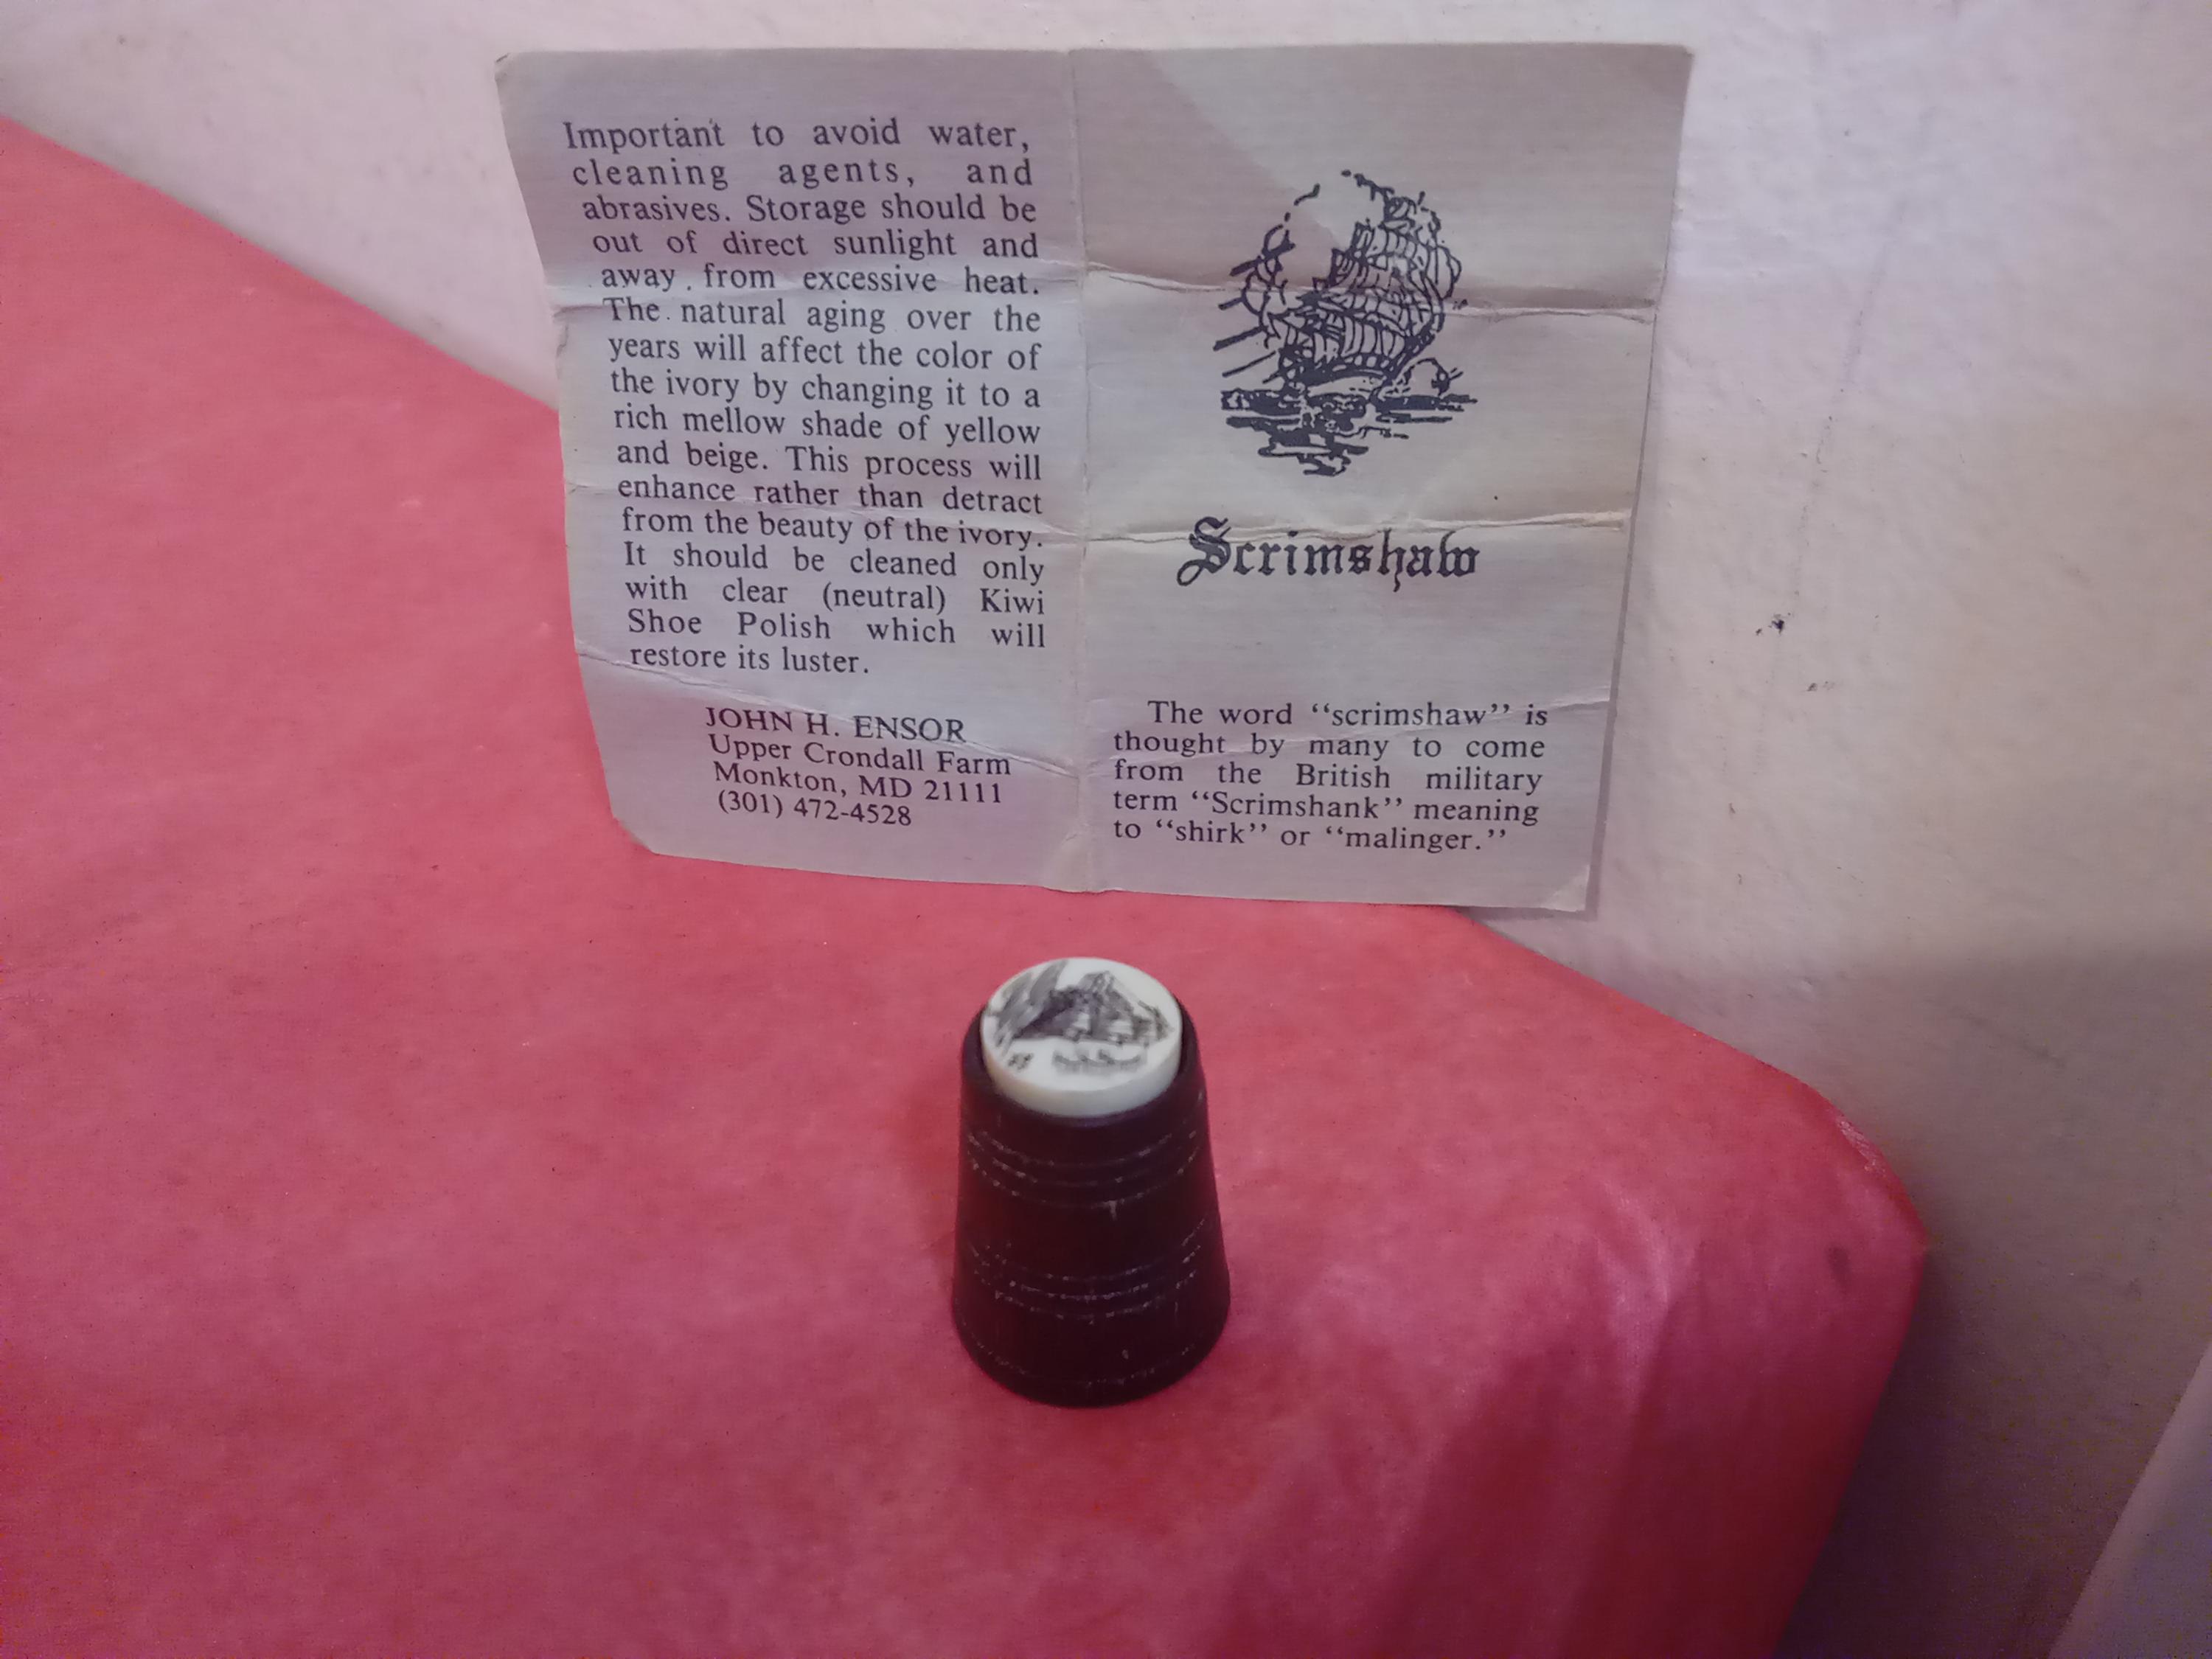 Important to avoid water,
cleaning agents, and
abrasives. Storage should be
out of direct sunlight and
away from excessive heat.
The natural aging over the
years will affect the color of
the ivory by changing it to a
rich mellow shade of yellow
and beige. This process will
enhance rather than detract
from the beauty of the ivory.
It should be cleaned only
with clear (neutral) Kiwi
Shoe Polish which will
restore its luster.
JOHN H. ENSOR
Upper Crondall Farm
Monkton, MD 21111
(301) 472-4528
Scrimshaw
The word "scrimshaw" is
thought by many to come
from the British military
term "Scrimshank" meaning
to "shirk" or "malinger."